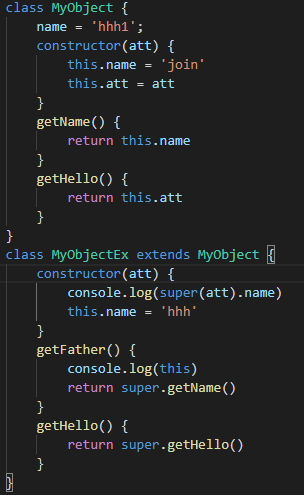 class MyObject {
    name = 'hhh1';
    constructor(att) {
        this.name = 'join'
        this.att = att
    }
    getName() {
        return this.name
    }
    getHello() {
        return this.att
    }
}
class MyObjectEx extends MyObject {
    constructor(att) {
        console.log(super(att).name)
        this.name = 'hhh'
    }
    getFather() {
        console.log(this)
        return super.getName()
    }
    getHello() {
        return super.getHello()
    }
}